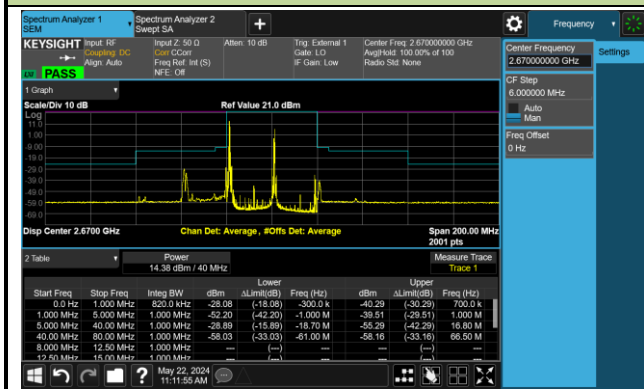 Spectrum Analyzer 1
SEM
Spectrum Analyzer 2
Swept SA
Frequency
KEYSIGHT
Input: RF
Coupling: DC
Align: Auto
Input Z: 50 Ω
Corr CCorr
Freq Ref: Int (S)
NFE: Off
Atten: 10 dB
Trig: External 1
Gate: LO
IF Gain: Low
Center Freq: 2.670000000 GHz
Avg|Hold: 100.00% of 100
Radio Std: None
PASS
Center Frequency
2.670000000 GHz
Settings
CF Step
6.000000 MHz
Auto
Man
Freq Offset
0 Hz
1 Graph
Scale/Div 10 dB
Ref Value 21.0 dBm
Log
11.0
1.00
-9.00
-19.0
-29.0
-39.0
-49.0
-59.0
-69.0
Disp Center 2.6700 GHz
Chan Det: Average, #Offs Det: Average
Span 200.00 MHz
2001 pts
2 Table
Power
14.38 dBm / 40 MHz
Measure Trace
Trace 1
Lower Upper
Start Freq Stop Freq Integ BW dBm ΔLimit(dB) Freq (Hz) dBm ΔLimit(dB) Freq (Hz)
0.0 Hz 1.000 MHz 820.0 kHz -28.08 (-18.08) -300.0 k -40.29 (-30.29) 700.0 k
1.000 MHz 5.000 MHz 1.000 MHz -52.20 (-42.20) -1.000 M -39.51 (-29.51) 1.000 M
5.000 MHz 40.00 MHz 1.000 MHz -28.89 (-15.89) -18.70 M -55.29 (-42.29) 16.80 M
40.00 MHz 80.00 MHz 1.000 MHz -58.03 (-33.03) -61.00 M -58.16 (-33.16) 66.50 M
8.000 MHz 12.50 MHz 1.000 MHz --- (---) --- --- (---) ---
12.50 MHz 15.00 MHz 1.000 MHz --- (---) --- --- (---) ---
May 22, 2024
11:11:55 AM